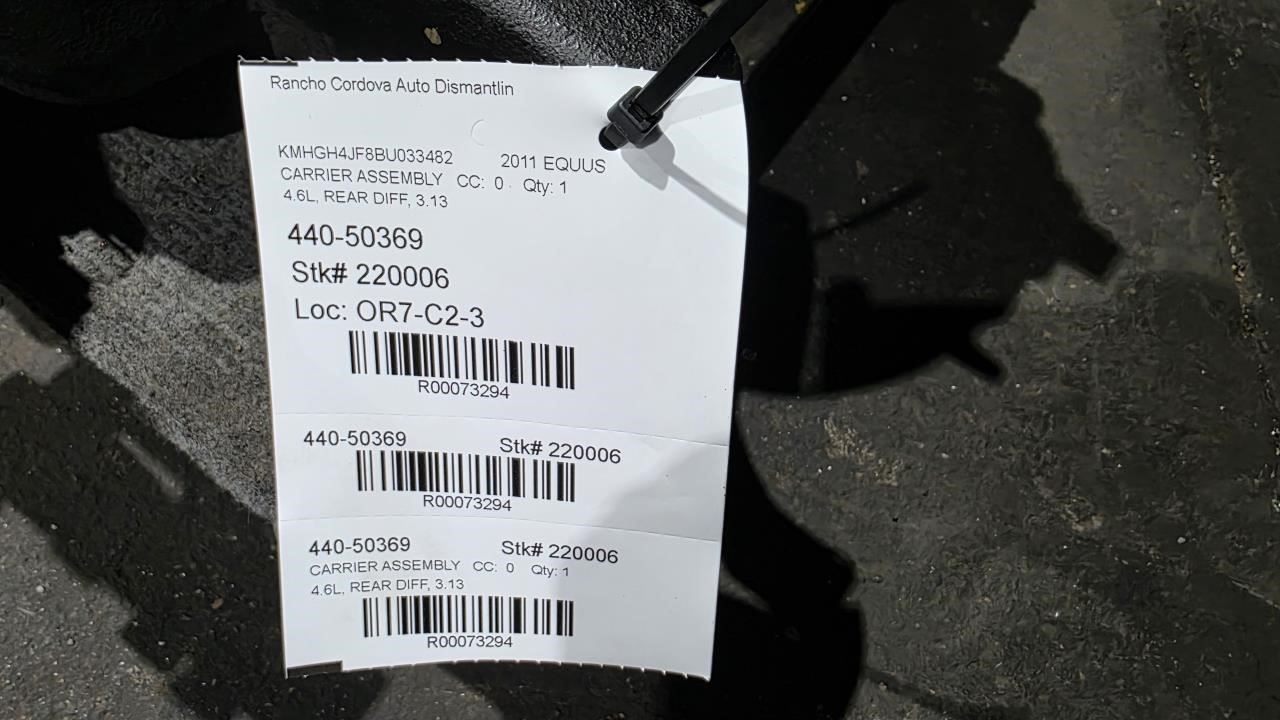 Rancho Cordova Auto Dismantlin
KMHGH4JF8BU033482 2011 EQUUS
CARRIER ASSEMBLY CC: 0 Qty: 1
4.6L, REAR DIFF, 3.13
440-50369
Stk# 220006
Loc: OR7-C2-3
R00073294
440-50369 Stk# 220006
R00073294
440-50369 Stk# 220006
CARRIER ASSEMBLY CC: 0 Qty: 1
4.6L, REAR DIFF, 3.13
R00073294